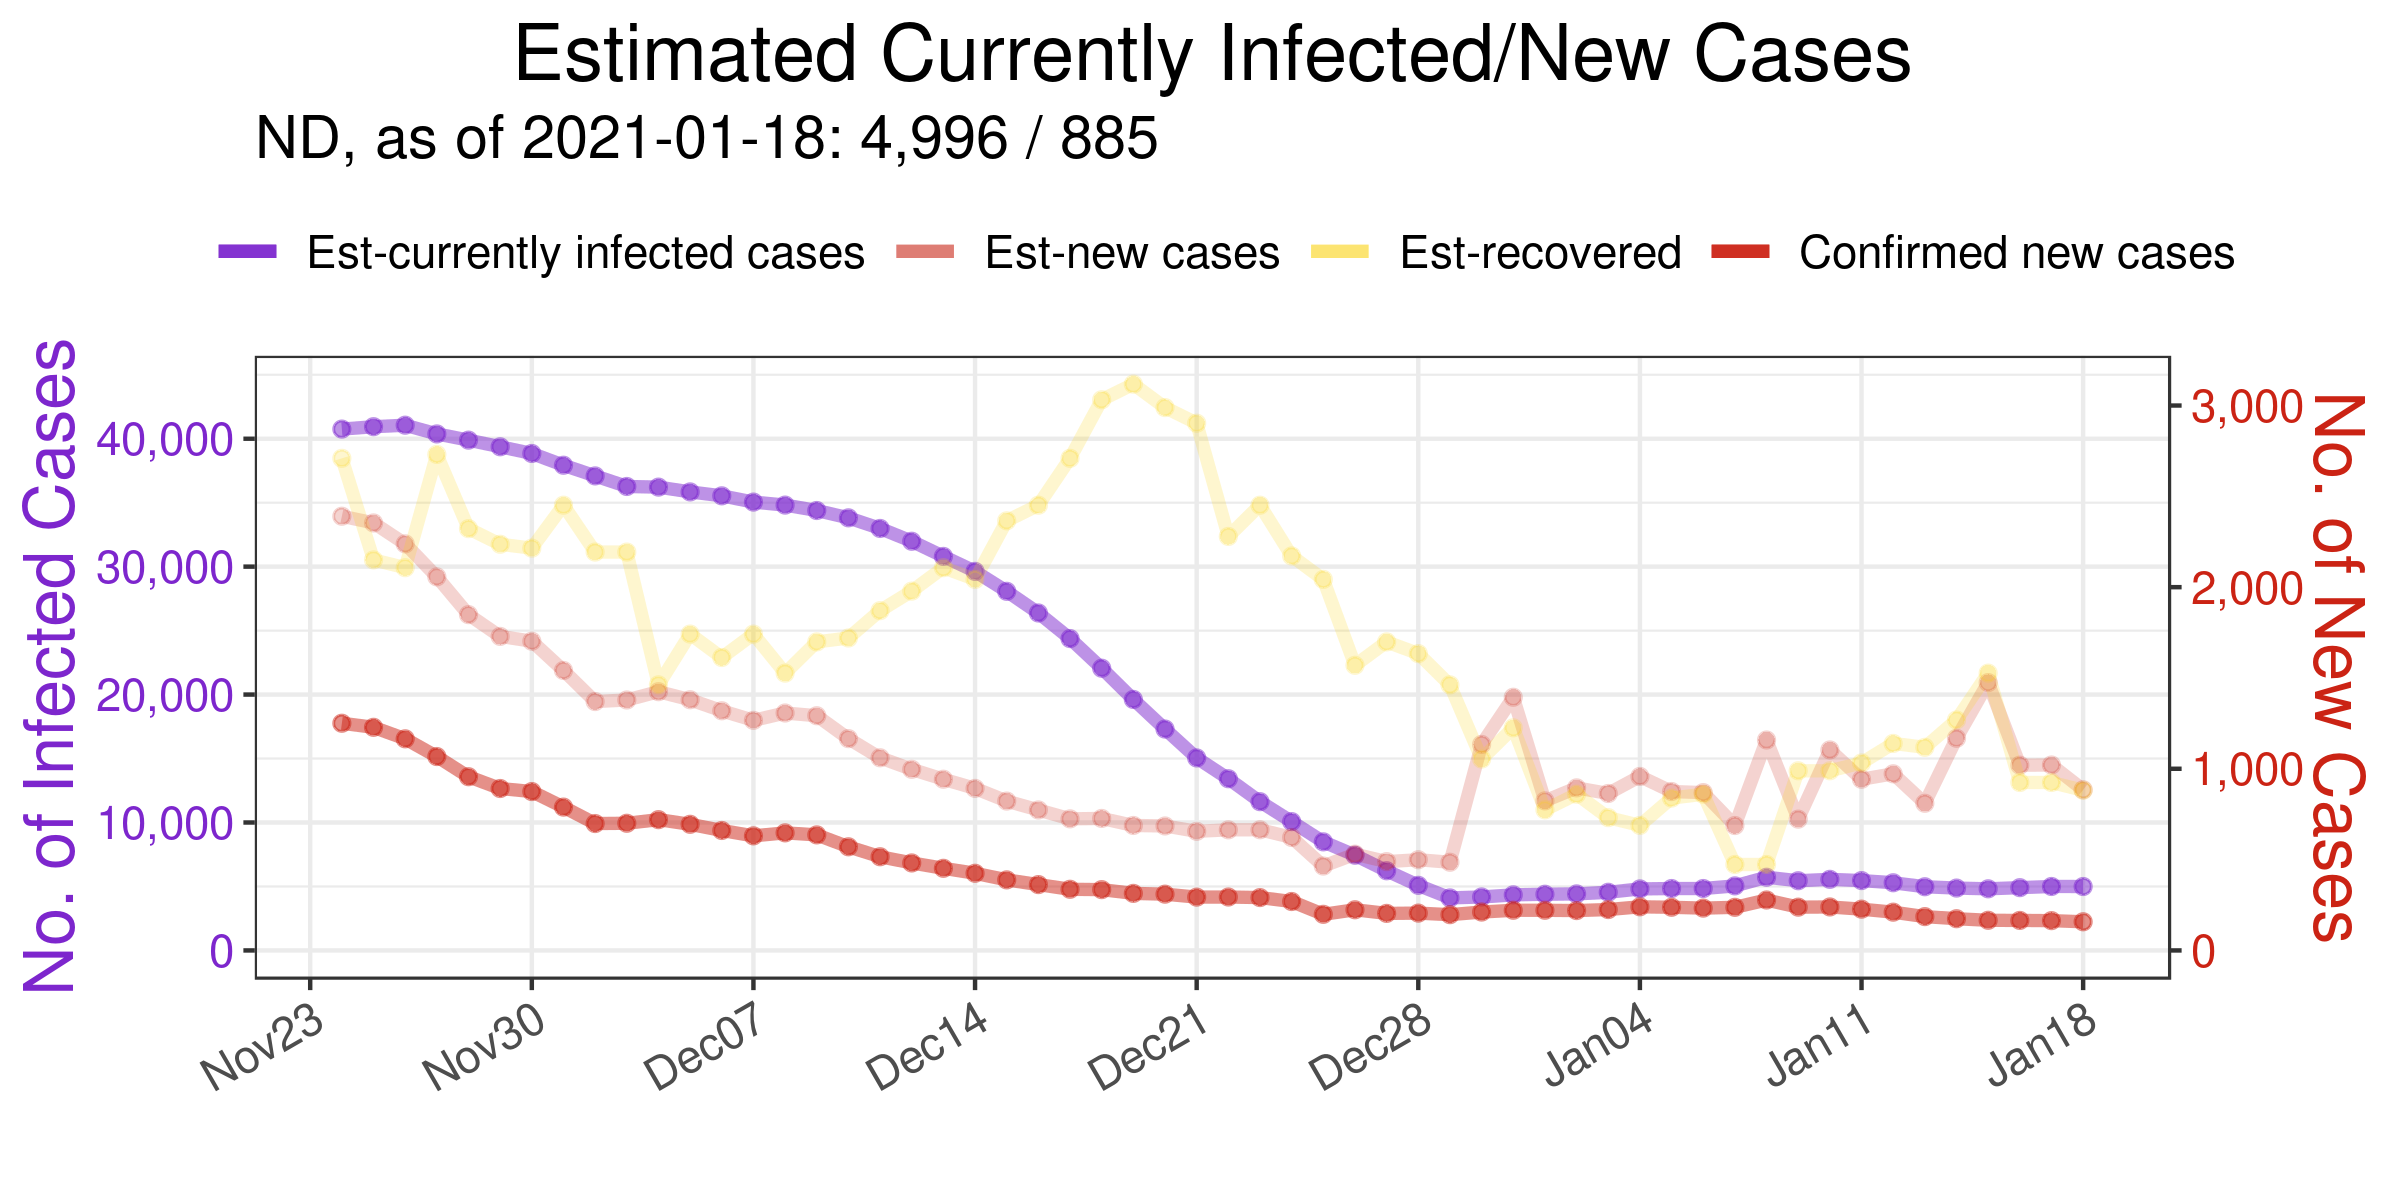 Estimated Currently Infected/New Cases
ND, as of 2021-01-18: 4,996 / 885
Est-currently infected cases Est-new cases Est-recovered Confirmed new cases
No. of Infected Cases
40,000
30,000
20,000
10,000
0
3,000
2,000
1,000
0
No. of New Cases
Nov23 Nov30 Dec07 Dec14 Dec21 Dec28 Jan04 Jan11 Jan18